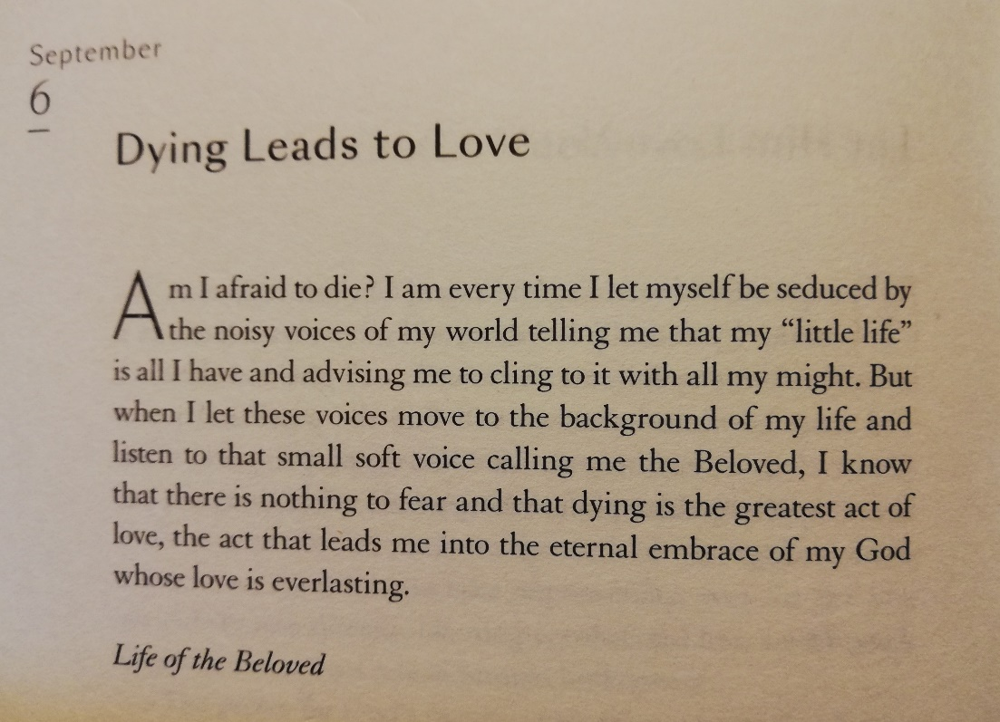 September
6
Dying Leads to Love
Am I afraid to die? I am every time I let myself be seduced by
the noisy voices of my world telling me that my “little life”
is all I have and advising me to cling to it with all my might. But
when I let these voices move to the background of my life and
listen to that small soft voice calling me the Beloved, I know
that there is nothing to fear and that dying is the greatest act of
love, the act that leads me into the eternal embrace of my God
whose love is everlasting.
Life of the Beloved